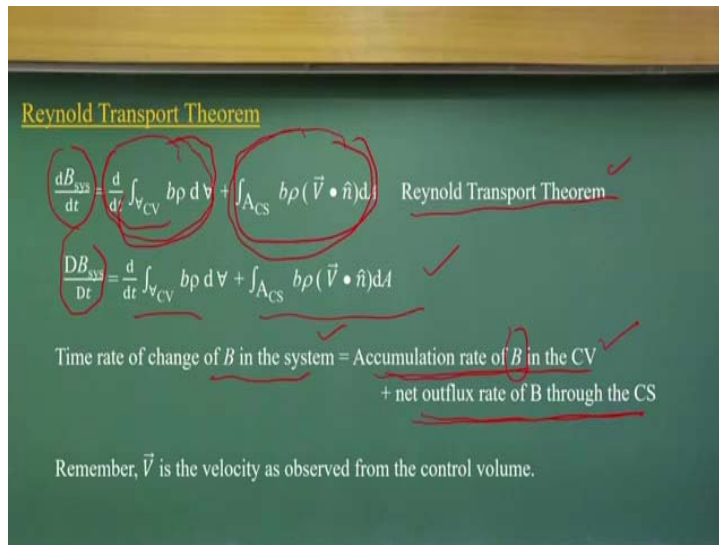 Reynold Transport Theorem
dB_sys/dt = d/dt ∫_∀CV bρ d∀ + ∫_A_CS bρ(V⃗ • n̂)dA Reynold Transport Theorem
DB_sys/Dt = d/dt ∫_∀CV bρ d∀ + ∫_A_CS bρ(V⃗ • n̂)dA
Time rate of change of B in the system = Accumulation rate of B in the CV
+ net outflux rate of B through the CS
Remember, V⃗ is the velocity as observed from the control volume.